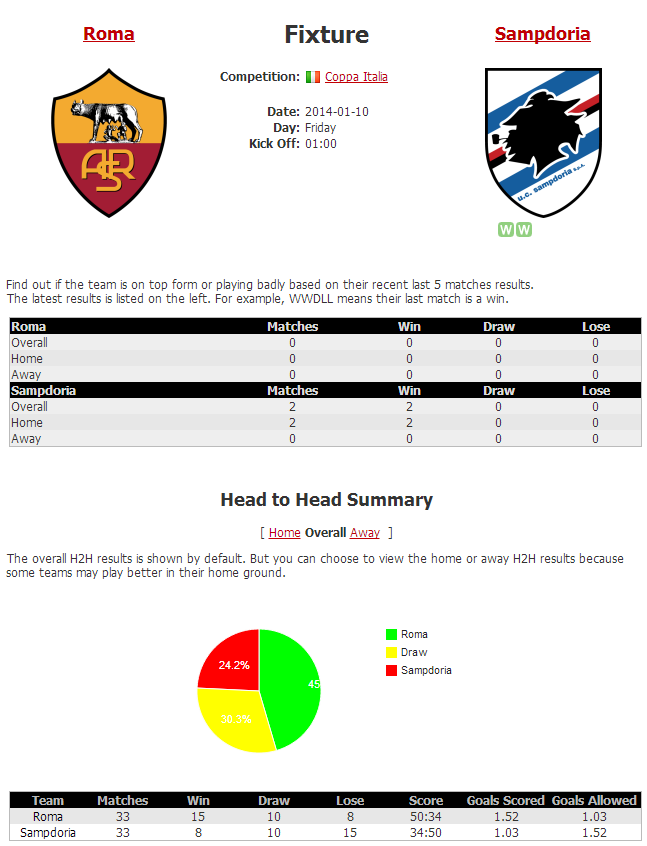 Roma
Fixture
Sampdoria
Competition: Coppa Italia
ASR
u.c. sampdoria s.p.a.
Date: 2014-01-10
Day: Friday
Kick Off: 01:00
W W
Find out if the team is on top form or playing badly based on their recent last 5 matches results.
The latest results is listed on the left. For example, WWDLL means their last match is a win.
Roma Matches Win Draw Lose
Overall 0 0 0 0
Home 0 0 0 0
Away 0 0 0 0
Sampdoria Matches Win Draw Lose
Overall 2 2 0 0
Home 2 2 0 0
Away 0 0 0 0
Head to Head Summary
[ Home Overall Away ]
The overall H2H results is shown by default. But you can choose to view the home or away H2H results because
some teams may play better in their home ground.
Roma
Draw
Sampdoria
24.2%
45
30.3%
Team Matches Win Draw Lose Score Goals Scored Goals Allowed
Roma 33 15 10 8 50:34 1.52 1.03
Sampdoria 33 8 10 15 34:50 1.03 1.52